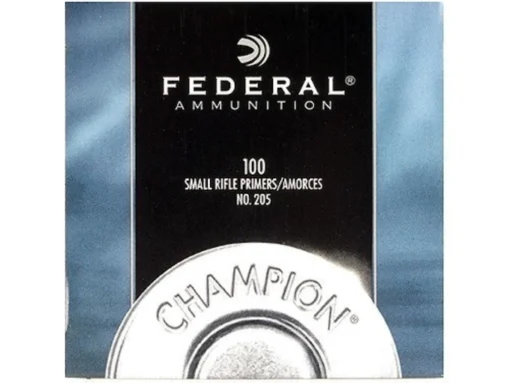 FEDERAL®
AMMUNITION
100
SMALL RIFLE PRIMERS/AMORCES
NO. 205
CHAMPION®